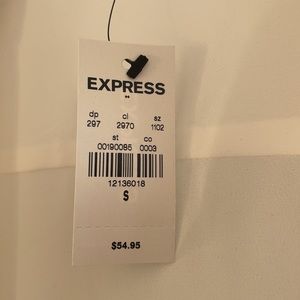 EXPRESS
dp cl sz
297 2970 1102
st co
00190085 0003
12136018
S
$54.95